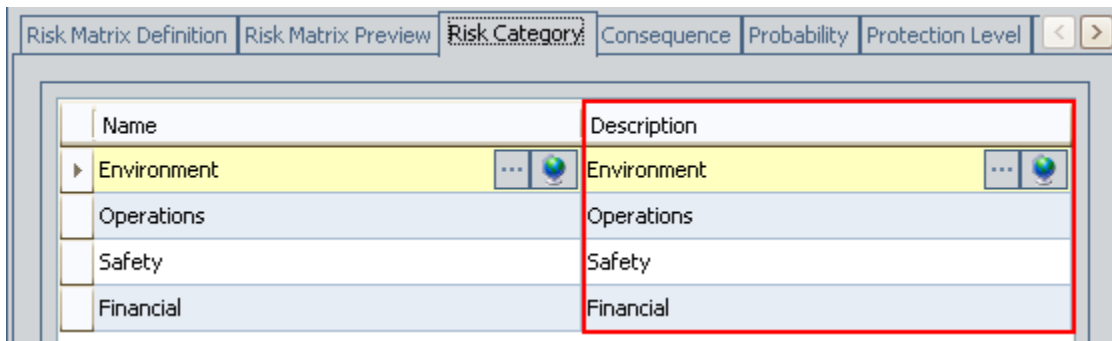 Risk Matrix Definition Risk Matrix Preview Risk Category Consequence Probability Protection Level
Name Description
Environment ... Environment ...
Operations Operations
Safety Safety
Financial Financial